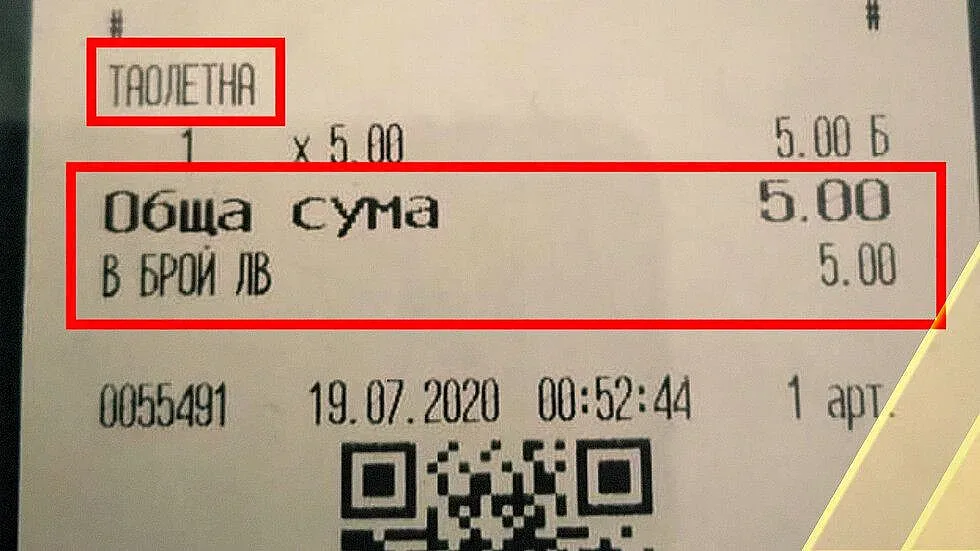 # #
ТАОЛЕТНА
1 x 5.00 5.00 Б
Обща сума 5.00
В БРОЙ ЛВ 5.00
0055491 19.07.2020 00:52:44 1 арт.